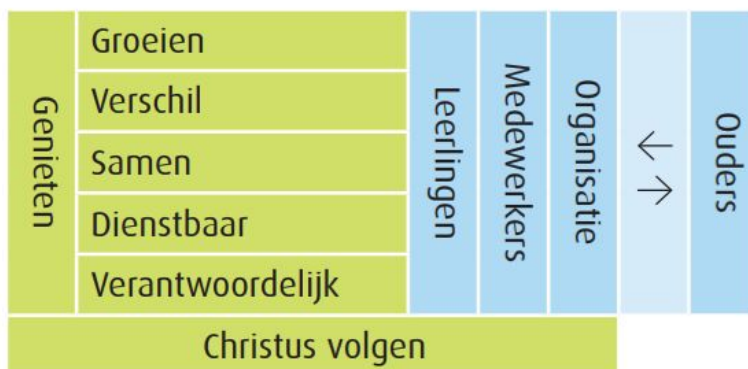 Genieten
Groeien
Verschil
Samen
Dienstbaar
Verantwoordelijk
Leerlingen
Medewerkers
Organisatie
← →
Ouders
Christus volgen